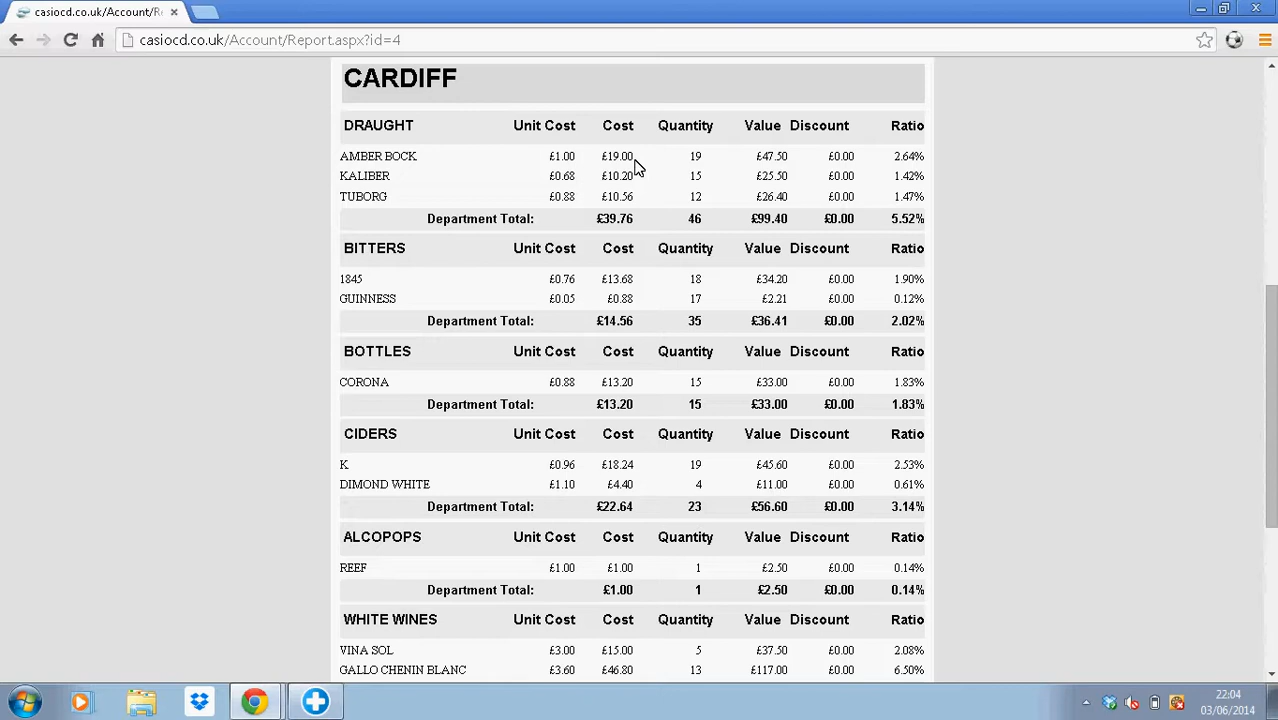 casiocd.co.uk/Account/Re
casiocd.co.uk/Account/Report.aspx?id=4
CARDIFF
DRAUGHT Unit Cost Cost Quantity Value Discount Ratio
AMBER BOCK £1.00 £19.00 19 £47.50 £0.00 2.64%
KALIBER £0.68 £10.20 15 £25.50 £0.00 1.42%
TUBORG £0.88 £10.56 12 £26.40 £0.00 1.47%
Department Total: £39.76 46 £99.40 £0.00 5.52%
BITTERS Unit Cost Cost Quantity Value Discount Ratio
1845 £0.76 £13.68 18 £34.20 £0.00 1.90%
GUINNESS £0.05 £0.88 17 £2.21 £0.00 0.12%
Department Total: £14.56 35 £36.41 £0.00 2.02%
BOTTLES Unit Cost Cost Quantity Value Discount Ratio
CORONA £0.88 £13.20 15 £33.00 £0.00 1.83%
Department Total: £13.20 15 £33.00 £0.00 1.83%
CIDERS Unit Cost Cost Quantity Value Discount Ratio
K £0.96 £18.24 19 £45.60 £0.00 2.53%
DIMOND WHITE £1.10 £4.40 4 £11.00 £0.00 0.61%
Department Total: £22.64 23 £56.60 £0.00 3.14%
ALCOPOPS Unit Cost Cost Quantity Value Discount Ratio
REEF £1.00 £1.00 1 £2.50 £0.00 0.14%
Department Total: £1.00 1 £2.50 £0.00 0.14%
WHITE WINES Unit Cost Cost Quantity Value Discount Ratio
VINA SOL £3.00 £15.00 5 £37.50 £0.00 2.08%
GALLO CHENIN BLANC £3.60 £46.80 13 £117.00 £0.00 6.50%
22:04
03/06/2014